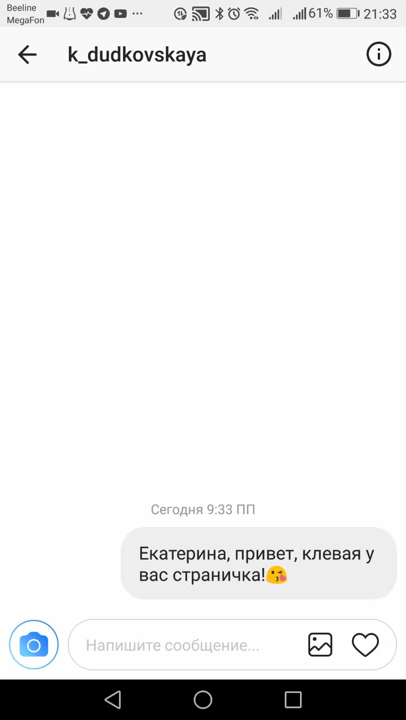 Beeline
MegaFon
61% 21:33
k_dudkovskaya
Сегодня 9:33 ПП
Екатерина, привет, клевая у
вас страничка!😘
Напишите сообщение...